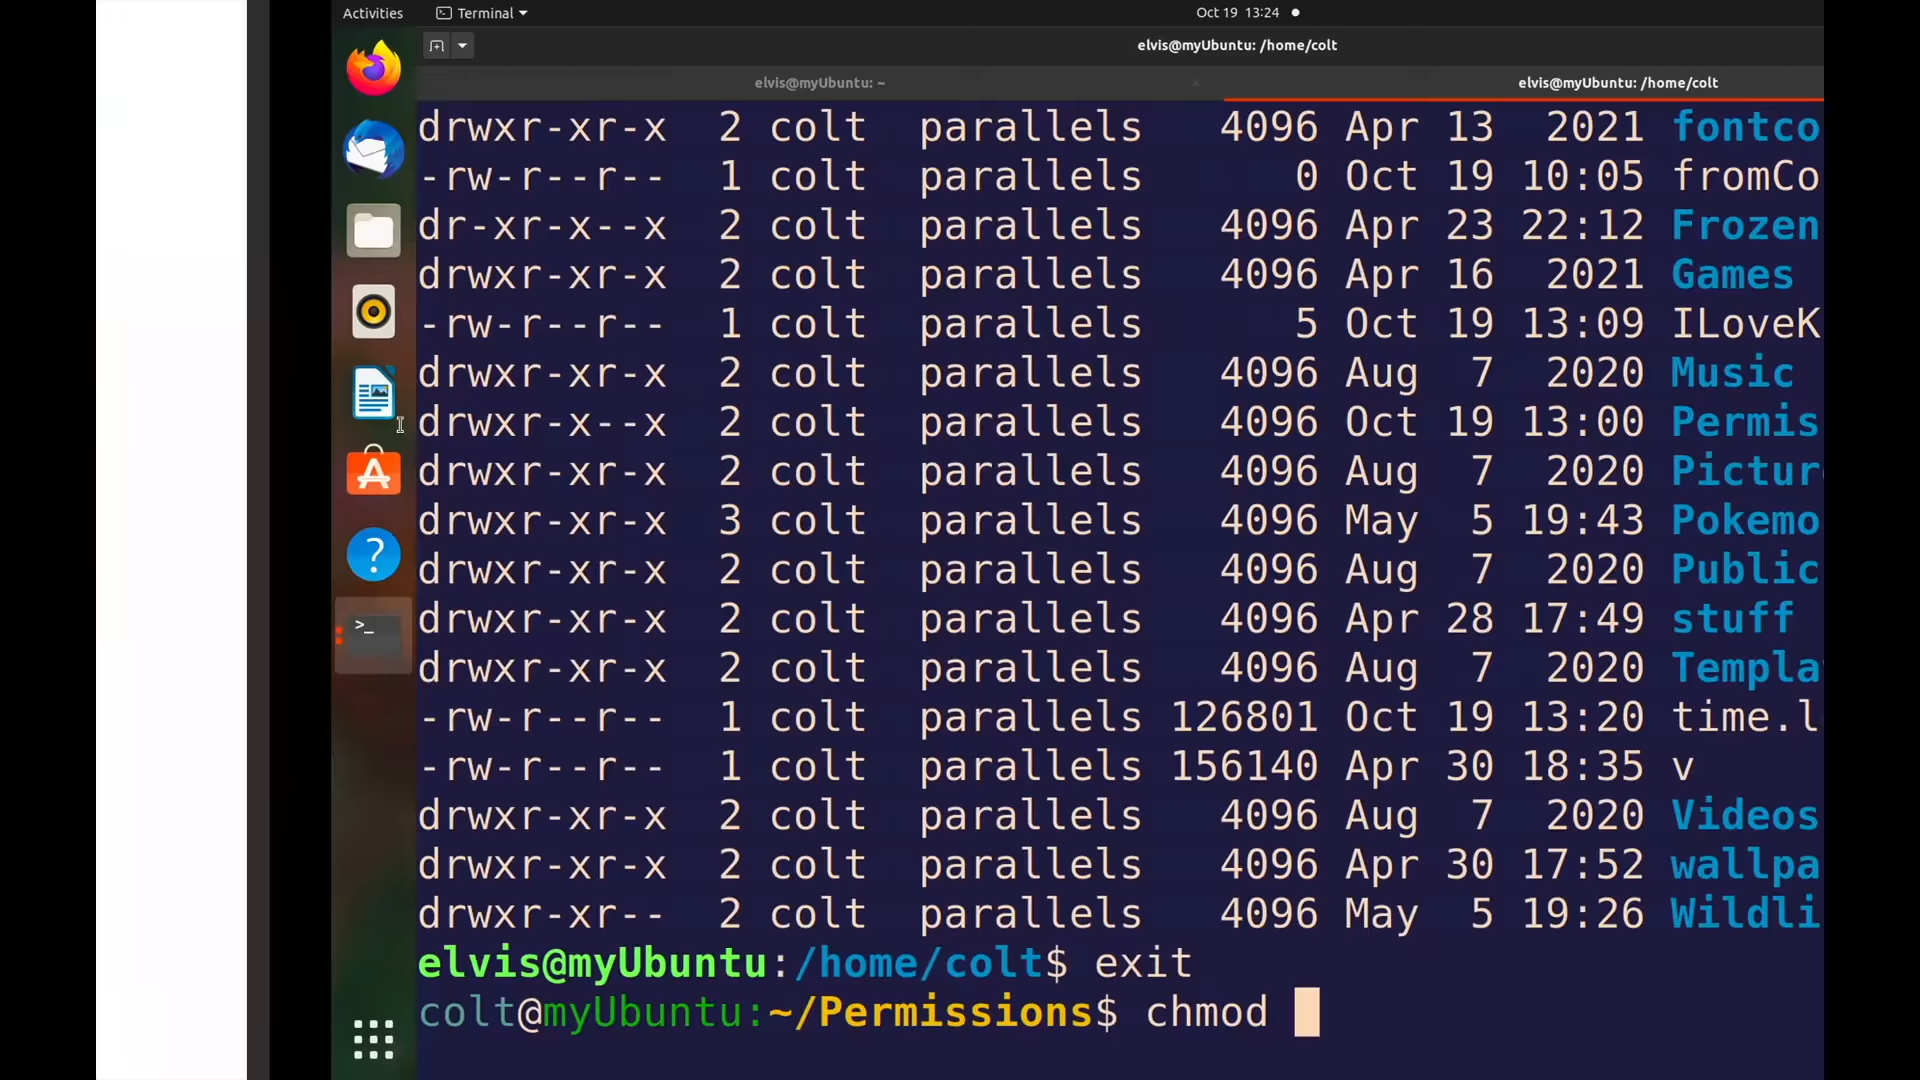 Activities Terminal Oct 19 13:24
elvis@myUbuntu: /home/colt
elvis@myUbuntu: ~ × elvis@myUbuntu: /home/colt
drwxr-xr-x 2 colt parallels 4096 Apr 13 2021 fontco
-rw-r--r-- 1 colt parallels 0 Oct 19 10:05 fromCo
dr-xr-x--x 2 colt parallels 4096 Apr 23 22:12 Frozen
drwxr-xr-x 2 colt parallels 4096 Apr 16 2021 Games
-rw-r--r-- 1 colt parallels 5 Oct 19 13:09 ILoveK
drwxr-xr-x 2 colt parallels 4096 Aug 7 2020 Music
drwxr-x--x 2 colt parallels 4096 Oct 19 13:00 Permis
drwxr-xr-x 2 colt parallels 4096 Aug 7 2020 Pictur
drwxr-xr-x 3 colt parallels 4096 May 5 19:43 Pokemo
drwxr-xr-x 2 colt parallels 4096 Aug 7 2020 Public
drwxr-xr-x 2 colt parallels 4096 Apr 28 17:49 stuff
drwxr-xr-x 2 colt parallels 4096 Aug 7 2020 Templa
-rw-r--r-- 1 colt parallels 126801 Oct 19 13:20 time.l
-rw-r--r-- 1 colt parallels 156140 Apr 30 18:35 v
drwxr-xr-x 2 colt parallels 4096 Aug 7 2020 Videos
drwxr-xr-x 2 colt parallels 4096 Apr 30 17:52 wallpa
drwxr-xr-- 2 colt parallels 4096 May 5 19:26 Wildli
elvis@myUbuntu:/home/colt$ exit
colt@myUbuntu:~/Permissions$ chmod